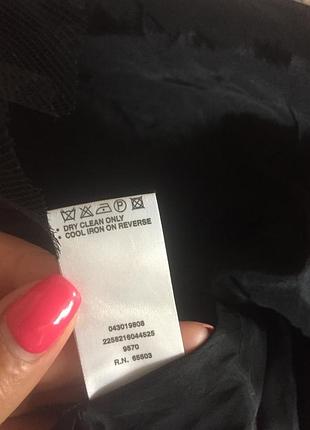 • DRY CLEAN ONLY
• COOL IRON ON REVERSE
043019808
2258216044525
9570
R.N. 65503